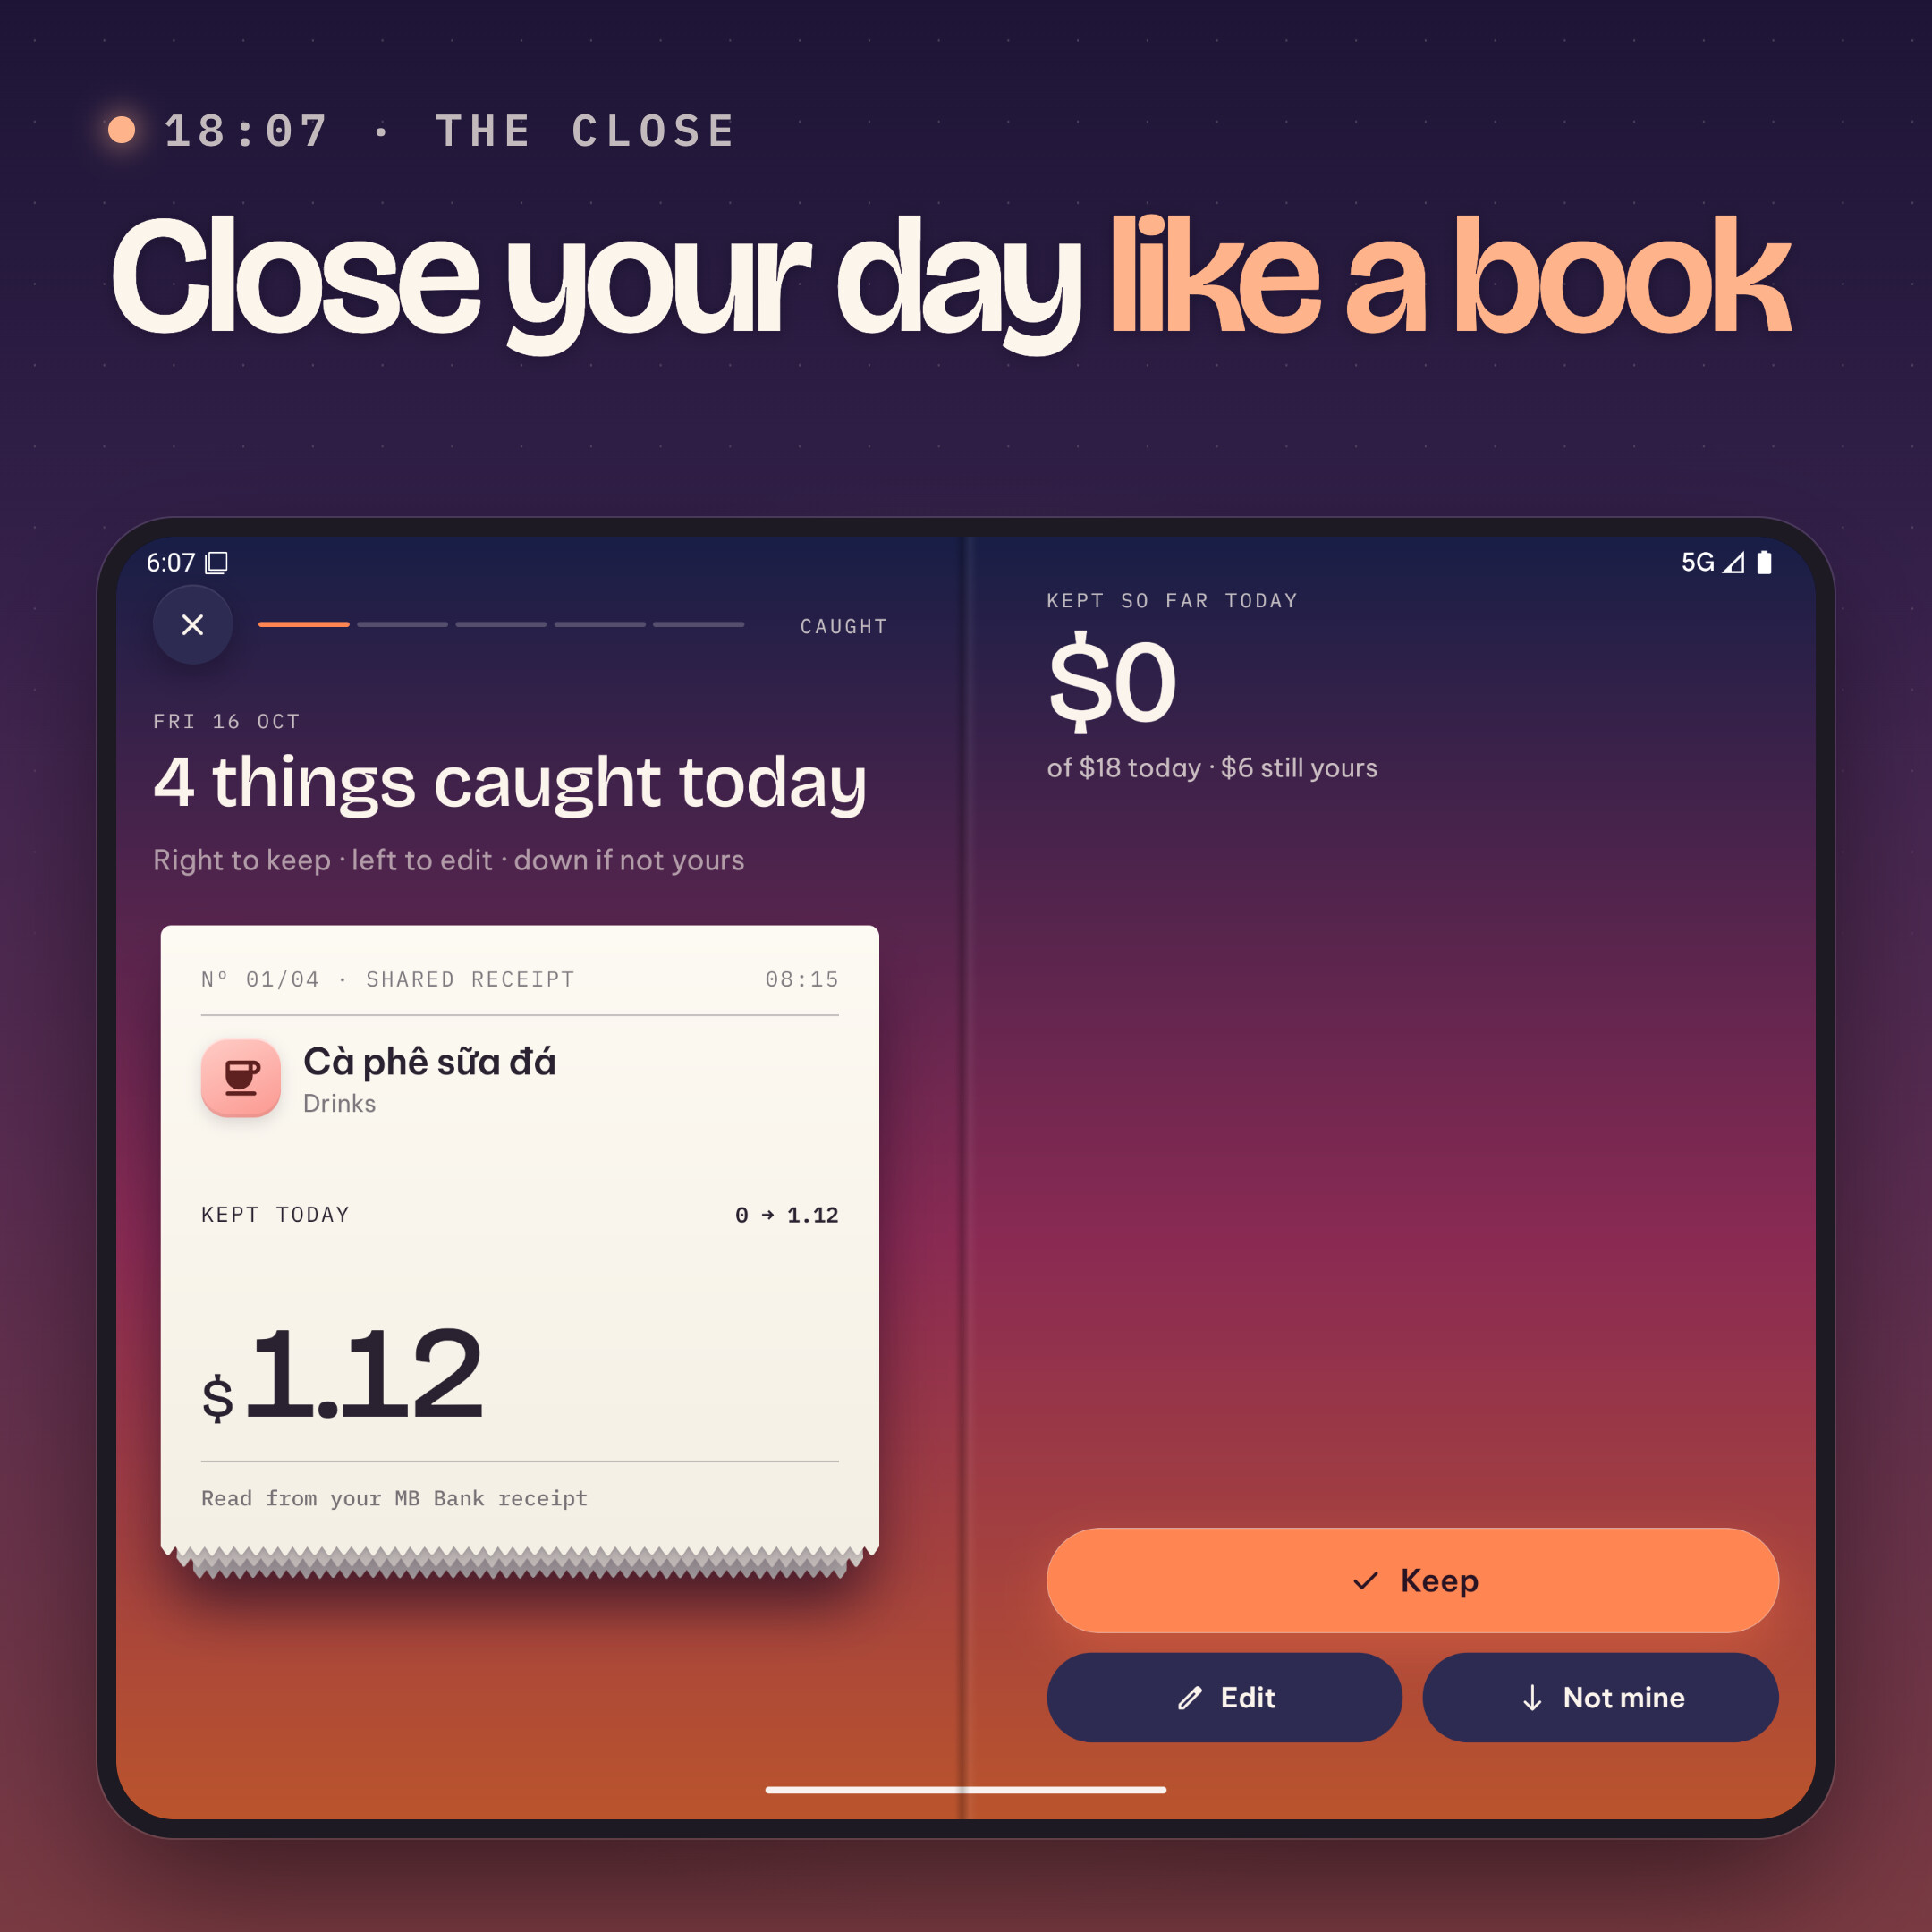 18:07 · THE CLOSE
Close your day like a book
6:07
5G
CAUGHT
FRI 16 OCT
4 things caught today
Right to keep · left to edit · down if not yours
Nº 01/04 · SHARED RECEIPT
08:15
Cà phê sữa đá
Drinks
KEPT TODAY
0 → 1.12
$1.12
Read from your MB Bank receipt
KEPT SO FAR TODAY
$0
of $18 today · $6 still yours
Keep
Edit
Not mine